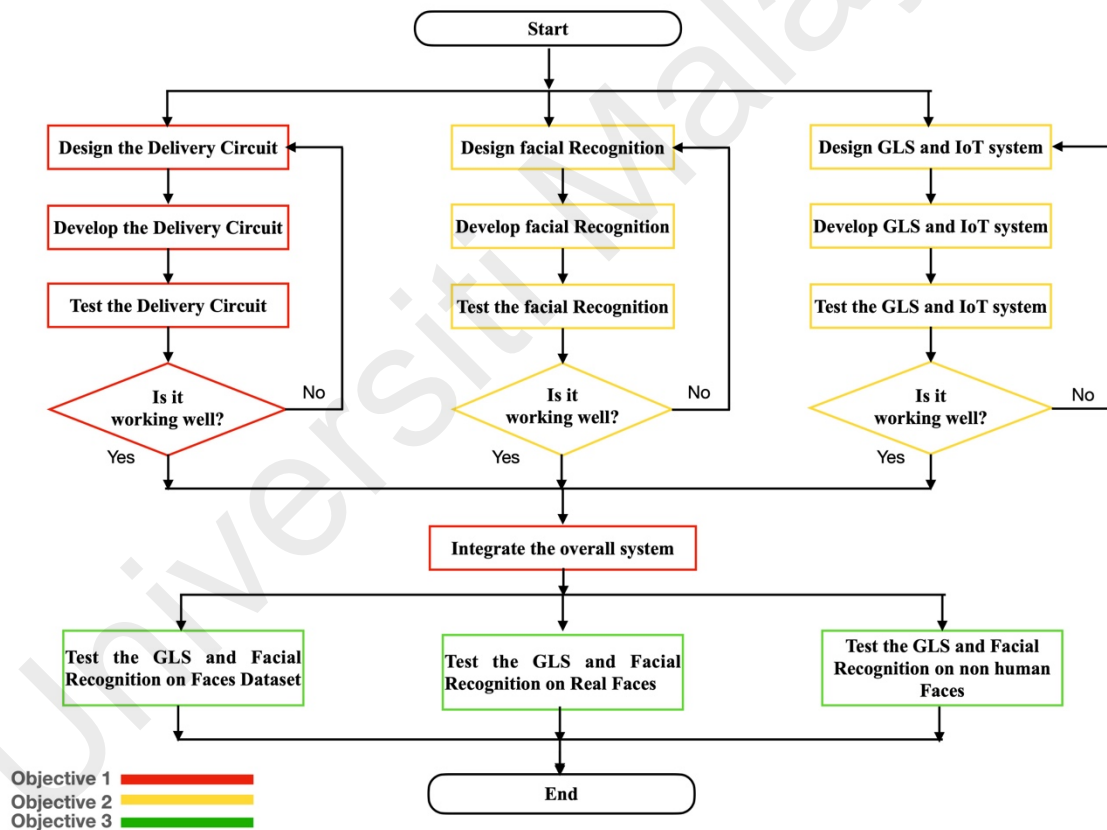 Start
Design the Delivery Circuit
Design facial Recognition
Design GLS and IoT system
Develop the Delivery Circuit
Develop facial Recognition
Develop GLS and IoT system
Test the Delivery Circuit
Test the facial Recognition
Test the GLS and IoT system
Is it
working well?
No
Yes
Is it
working well?
No
Yes
Is it
working well?
No
Yes
Integrate the overall system
Test the GLS and Facial
Recognition on Faces Dataset
Test the GLS and Facial
Recognition on Real Faces
Test the GLS and Facial
Recognition on non human
Faces
End
Objective 1
Objective 2
Objective 3
Universiti Malay